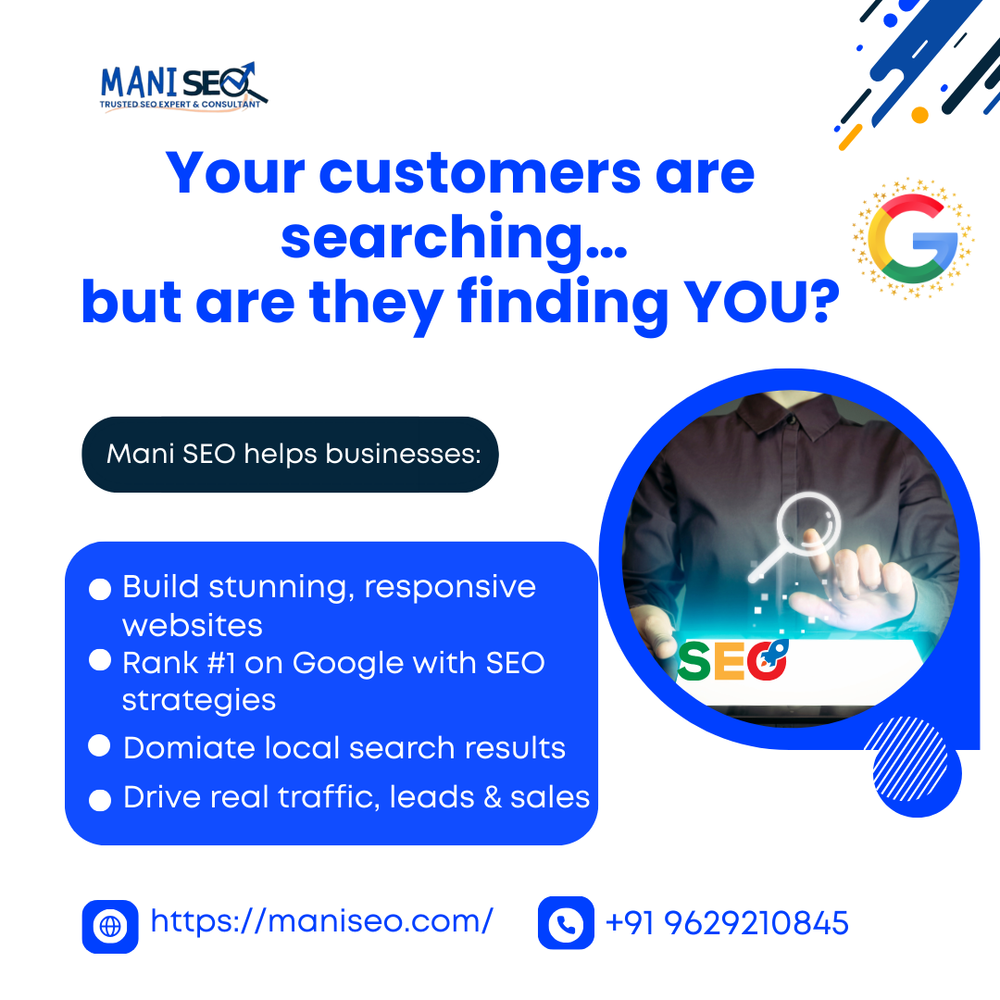 MANI SEO
TRUSTED SEO EXPERT & CONSULTANT
Your customers are
searching...
but are they finding YOU?
G
Mani SEO helps businesses:
Build stunning, responsive
websites
Rank #1 on Google with SEO
strategies
Domiate local search results
Drive real traffic, leads & sales
SEO
https://maniseo.com/
+91 9629210845